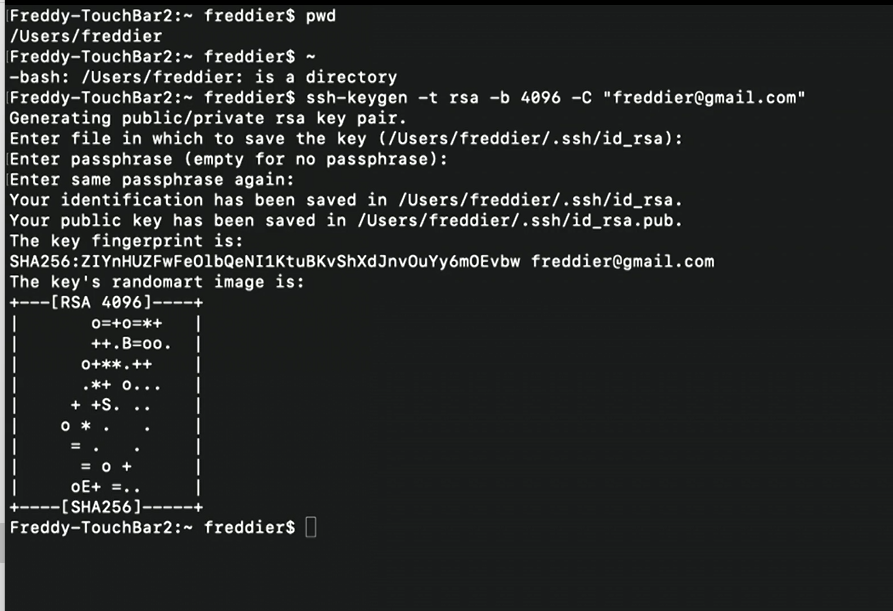 Freddy-TouchBar2:~ freddier$ pwd
/Users/freddier
Freddy-TouchBar2:~ freddier$ ~
-bash: /Users/freddier: is a directory
Freddy-TouchBar2:~ freddier$ ssh-keygen -t rsa -b 4096 -C "freddier@gmail.com"
Generating public/private rsa key pair.
Enter file in which to save the key (/Users/freddier/.ssh/id_rsa):
Enter passphrase (empty for no passphrase):
Enter same passphrase again:
Your identification has been saved in /Users/freddier/.ssh/id_rsa.
Your public key has been saved in /Users/freddier/.ssh/id_rsa.pub.
The key fingerprint is:
SHA256:ZIYnHUZFwFeOlbQeNI1KtuBKvShXdJnvOuYy6mOEvbw freddier@gmail.com
The key's randomart image is:
+---[RSA 4096]----+
|       o=+o=*+   |
|       ++.B=oo.  |
|      o+**.++    |
|      .*+ o...   |
|     + +S. ..    |
|    o * .   .    |
|     = .   .     |
|      = o +      |
|     oE+ =..     |
+----[SHA256]-----+
Freddy-TouchBar2:~ freddier$